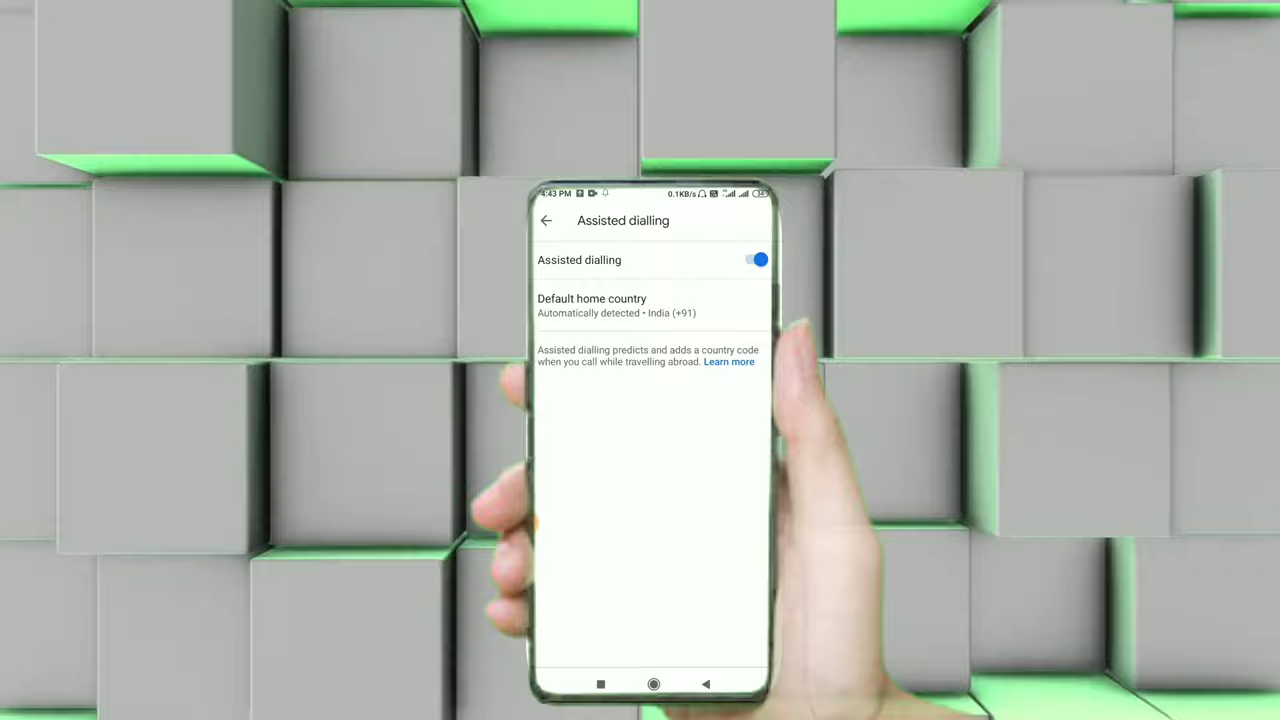 4:43 PM 0.1KB/s 34
Assisted dialling
Assisted dialling
Default home country
Automatically detected • India (+91)
Assisted dialling predicts and adds a country code
when you call while travelling abroad. Learn more